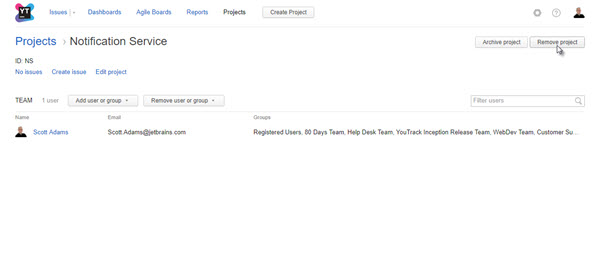 YT
Issues Dashboards Agile Boards Reports Projects Create Project
Projects › Notification Service
Archive project Remove project
ID: NS
No issues Create issue Edit project
TEAM 1 user Add user or group Remove user or group Filter users
Name Email Groups
Scott Adams Scott.Adams@jetbrains.com Registered Users, 80 Days Team, Help Desk Team, YouTrack Inception Release Team, WebDev Team, Customer Su...